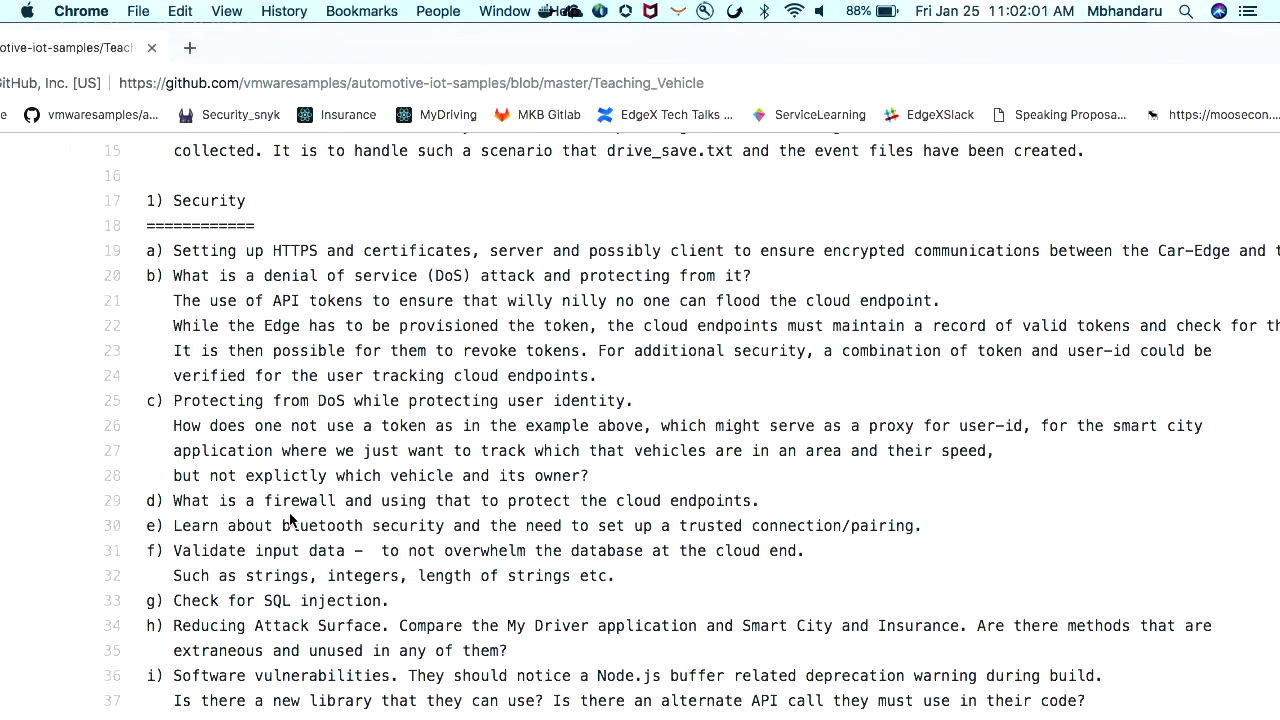 Chrome File Edit View History Bookmarks People Window 88% Fri Jan 25 11:02:01 AM Mbhandaru
otive-iot-samples/Teach
GitHub, Inc. [US] https://github.com/vmwaresamples/automotive-iot-samples/blob/master/Teaching_Vehicle
e vmwaresamples/a... Security_snyk Insurance MyDriving MKB Gitlab EdgeX Tech Talks ... ServiceLearning EdgeXSlack Speaking Proposa... https://moosecon....
15 collected. It is to handle such a scenario that drive_save.txt and the event files have been created.
16
17 1) Security
18 ============
19 a) Setting up HTTPS and certificates, server and possibly client to ensure encrypted communications between the Car-Edge and t
20 b) What is a denial of service (DoS) attack and protecting from it?
21 The use of API tokens to ensure that willy nilly no one can flood the cloud endpoint.
22 While the Edge has to be provisioned the token, the cloud endpoints must maintain a record of valid tokens and check for th
23 It is then possible for them to revoke tokens. For additional security, a combination of token and user-id could be
24 verified for the user tracking cloud endpoints.
25 c) Protecting from DoS while protecting user identity.
26 How does one not use a token as in the example above, which might serve as a proxy for user-id, for the smart city
27 application where we just want to track which that vehicles are in an area and their speed,
28 but not explictly which vehicle and its owner?
29 d) What is a firewall and using that to protect the cloud endpoints.
30 e) Learn about bluetooth security and the need to set up a trusted connection/pairing.
31 f) Validate input data -  to not overwhelm the database at the cloud end.
32 Such as strings, integers, length of strings etc.
33 g) Check for SQL injection.
34 h) Reducing Attack Surface. Compare the My Driver application and Smart City and Insurance. Are there methods that are
35 extraneous and unused in any of them?
36 i) Software vulnerabilities. They should notice a Node.js buffer related deprecation warning during build.
37 Is there a new library that they can use? Is there an alternate API call they must use in their code?